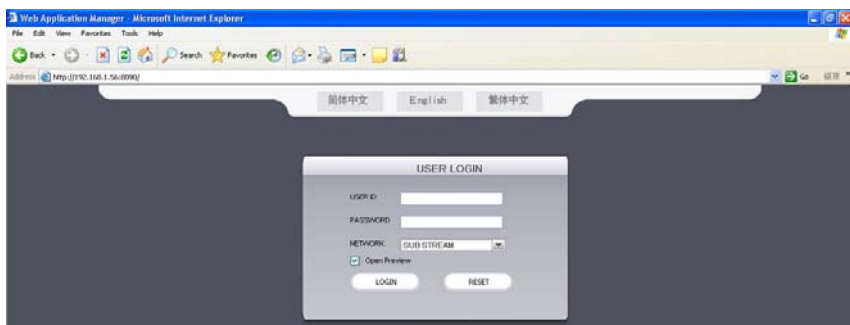 Web Application Manager - Microsoft Internet Explorer
File Edit View Favorites Tools Help
Back Search Favorites
Address http://192.168.1.56:8090/ Go 链接 »
简体中文 English 繁体中文
USER LOGIN
USER ID:
PASSWORD:
NETWORK: SUB STREAM
Open Preview
LOGIN RESET